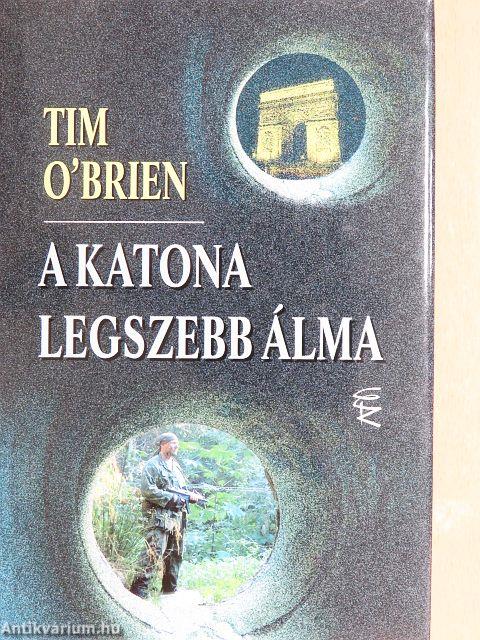 TIM
O'BRIEN
A KATONA
LEGSZEBB ÁLMA
Antikvarium.hu